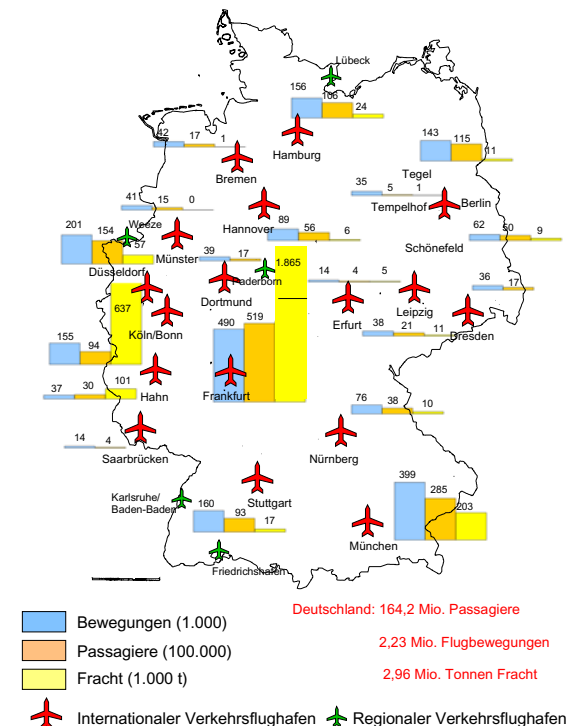 Lübeck
156 106 24
Hamburg
42 17 1
Bremen
143 115 11
Tegel
35 5 1
Tempelhof
Berlin
41 15 0
Weeze
Münster
Hannover
89 56 6
62 50 9
Schönefeld
201 154 57
Düsseldorf
39 17
Paderborn
Dortmund
1.865
14 4 5
Erfurt
Leipzig
36 17
Dresden
637
Köln/Bonn
155 94
490 519
38 21 11
37 30 101
Hahn
Frankfurt
76 38 10
Nürnberg
14 4
Saarbrücken
399 285 203
München
Karlsruhe/
Baden-Baden
Stuttgart
160 93 17
Friedrichshafen
Deutschland: 164,2 Mio. Passagiere
2,23 Mio. Flugbewegungen
2,96 Mio. Tonnen Fracht
Bewegungen (1.000)
Passagiere (100.000)
Fracht (1.000 t)
Internationaler Verkehrsflughafen
Regionaler Verkehrsflughafen